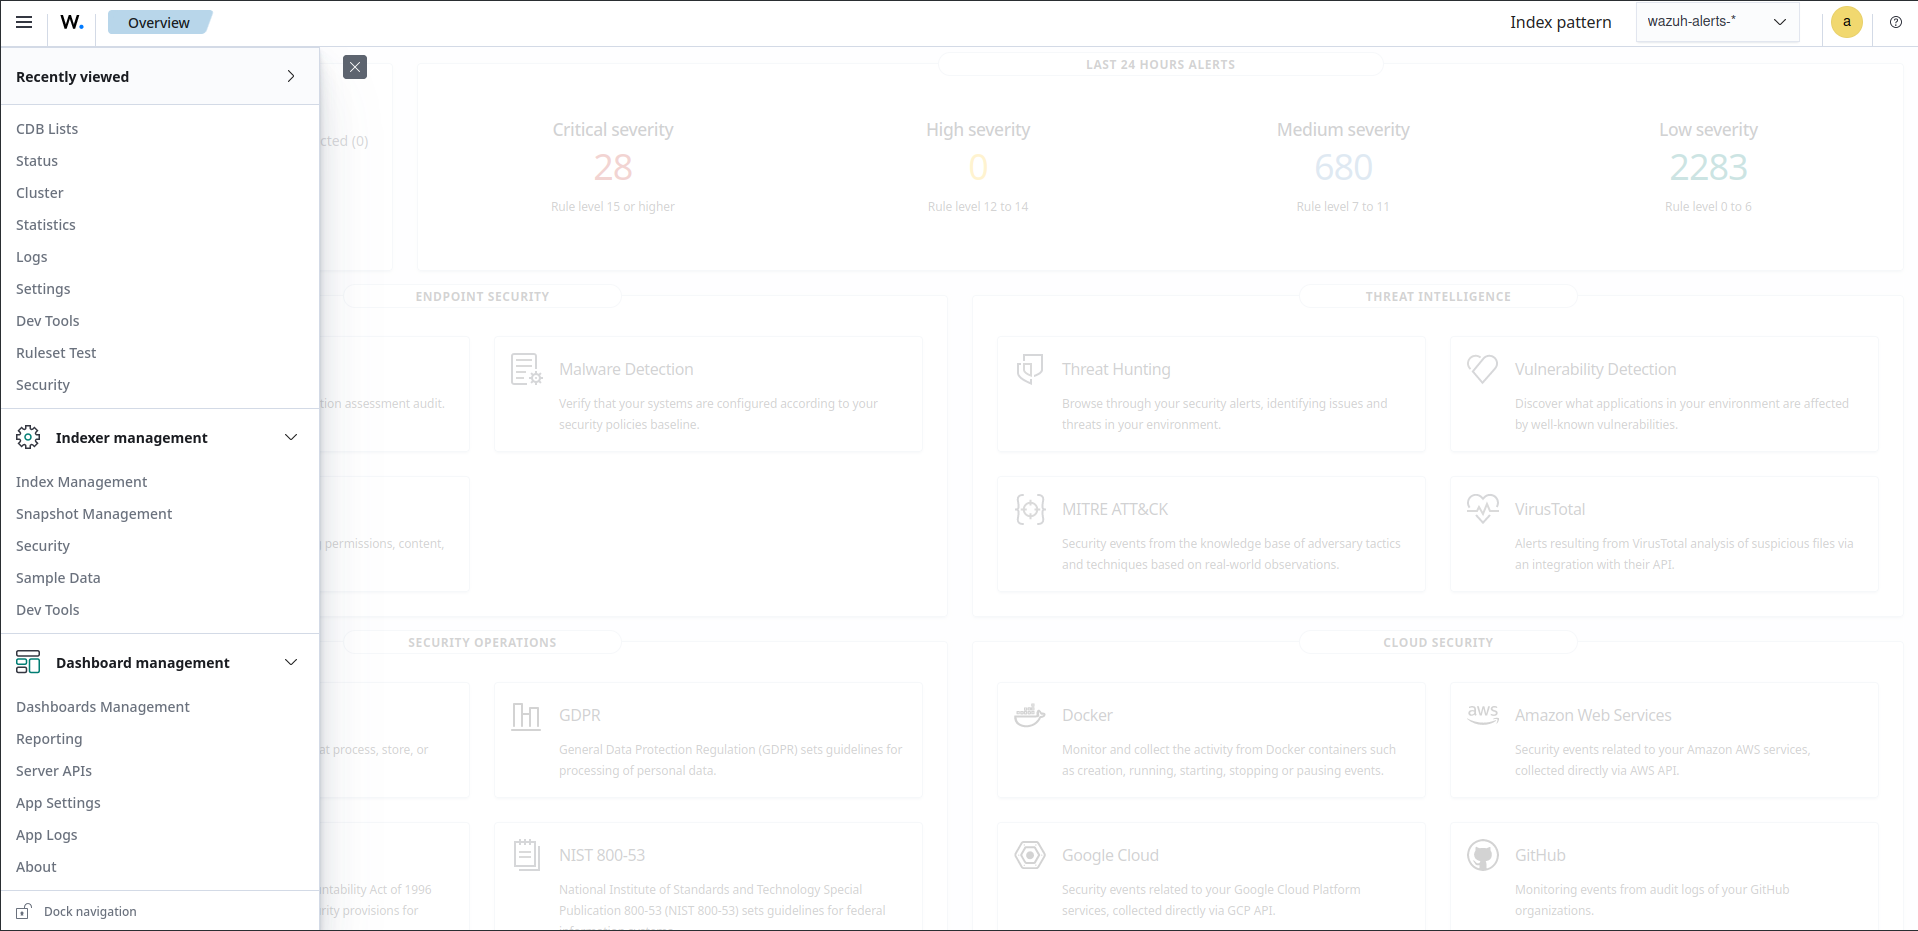 W.
Overview
Index pattern
wazuh-alerts-*
a
Recently viewed
CDB Lists
Status
Cluster
Statistics
Logs
Settings
Dev Tools
Ruleset Test
Security
Indexer management
Index Management
Snapshot Management
Security
Sample Data
Dev Tools
Dashboard management
Dashboards Management
Reporting
Server APIs
App Settings
App Logs
About
Dock navigation
cted (0)
LAST 24 HOURS ALERTS
Critical severity
28
Rule level 15 or higher
High severity
0
Rule level 12 to 14
Medium severity
680
Rule level 7 to 11
Low severity
2283
Rule level 0 to 6
ENDPOINT SECURITY
tion assessment audit.
Malware Detection
Verify that your systems are configured according to your
security policies baseline.
permissions, content,
THREAT INTELLIGENCE
Threat Hunting
Browse through your security alerts, identifying issues and
threats in your environment.
Vulnerability Detection
Discover what applications in your environment are affected
by well-known vulnerabilities.
MITRE ATT&CK
Security events from the knowledge base of adversary tactics
and techniques based on real-world observations.
VirusTotal
Alerts resulting from VirusTotal analysis of suspicious files via
an integration with their API.
SECURITY OPERATIONS
at process, store, or
GDPR
General Data Protection Regulation (GDPR) sets guidelines for
processing of personal data.
ntability Act of 1996
rity provisions for
NIST 800-53
National Institute of Standards and Technology Special
Publication 800-53 (NIST 800-53) sets guidelines for federal
CLOUD SECURITY
Docker
Monitor and collect the activity from Docker containers such
as creation, running, starting, stopping or pausing events.
aws
Amazon Web Services
Security events related to your Amazon AWS services,
collected directly via AWS API.
Google Cloud
Security events related to your Google Cloud Platform
services, collected directly via GCP API.
GitHub
Monitoring events from audit logs of your GitHub
organizations.